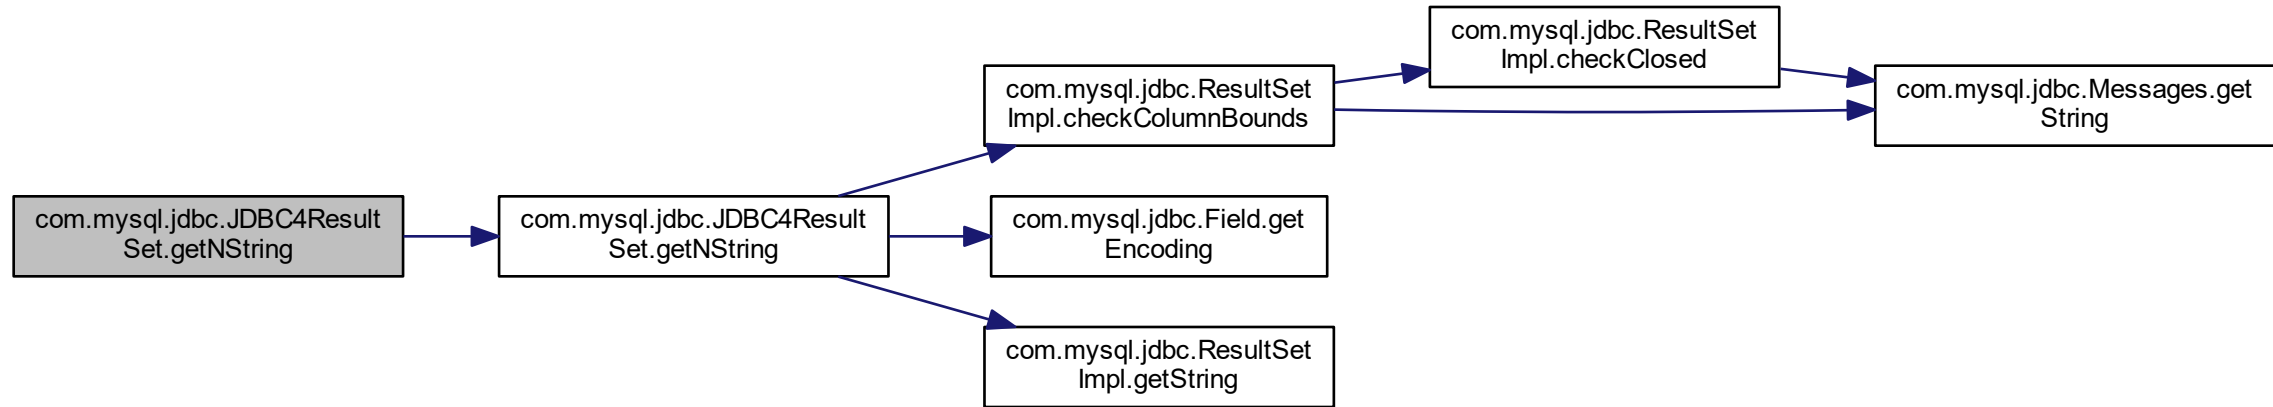 com.mysql.jdbc.JDBC4Result
Set.getNString
com.mysql.jdbc.JDBC4Result
Set.getNString
com.mysql.jdbc.ResultSet
Impl.checkColumnBounds
com.mysql.jdbc.ResultSet
Impl.checkClosed
com.mysql.jdbc.Messages.get
String
com.mysql.jdbc.Field.get
Encoding
com.mysql.jdbc.ResultSet
Impl.getString